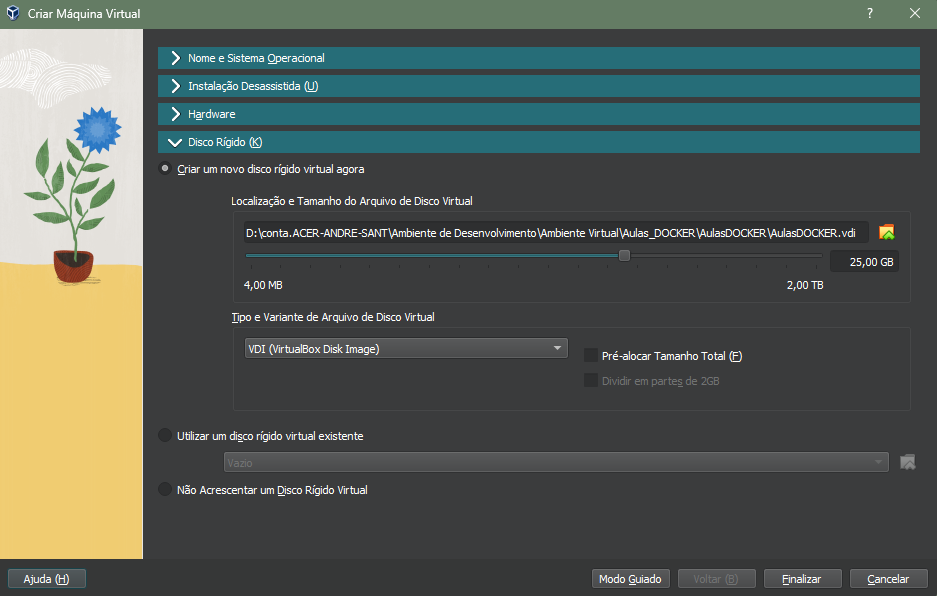 Criar Máquina Virtual
?
Nome e Sistema Operacional
Instalação Desassistida (U)
Hardware
Disco Rígido (K)
Criar um novo disco rígido virtual agora
Localização e Tamanho do Arquivo de Disco Virtual
D:\conta.ACER-ANDRE-SANT\Ambiente de Desenvolvimento\Ambiente Virtual\Aulas_DOCKER\AulasDOCKER\AulasDOCKER.vdi
25,00 GB
4,00 MB
2,00 TB
Tipo e Variante de Arquivo de Disco Virtual
VDI (VirtualBox Disk Image)
Pré-alocar Tamanho Total (F)
Dividir em partes de 2GB
Utilizar um disco rígido virtual existente
Vazio
Não Acrescentar um Disco Rígido Virtual
Ajuda (H)
Modo Guiado
Voltar (B)
Finalizar
Cancelar